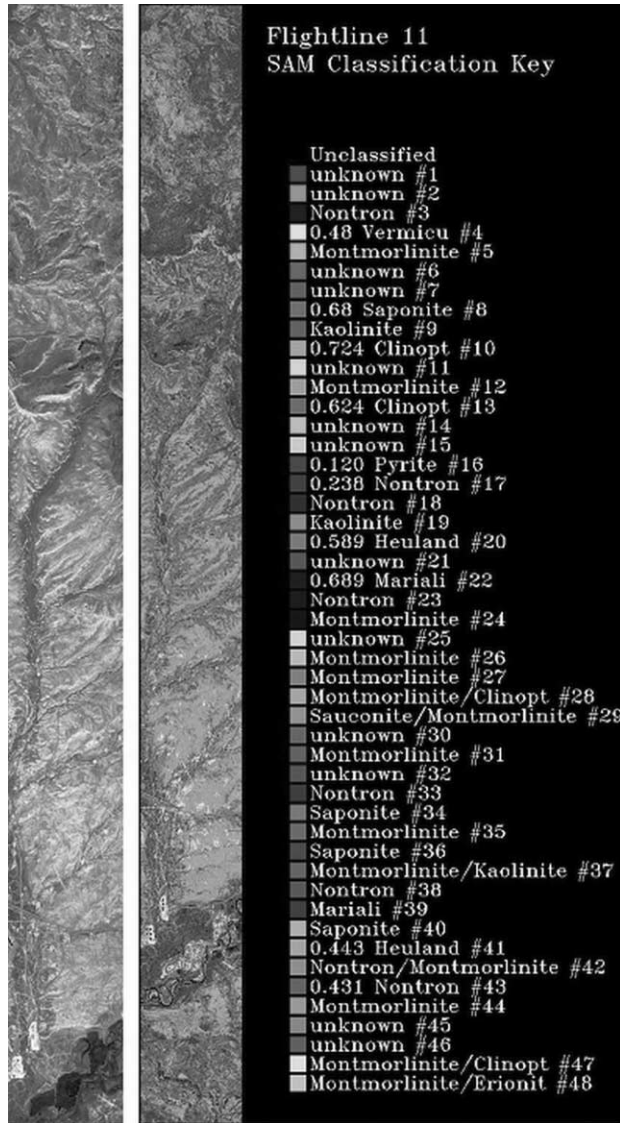 Flightline 11
SAM Classification Key
Unclassified
unknown #1
unknown #2
Nontron #3
0.48 Vermicu #4
Montmorlinite #5
unknown #6
unknown #7
0.68 Saponite #8
Kaolinite #9
0.724 Clinopt #10
unknown #11
Montmorlinite #12
0.624 Clinopt #13
unknown #14
unknown #15
0.120 Pyrite #16
0.238 Nontron #17
Nontron #18
Kaolinite #19
0.589 Heuland #20
unknown #21
0.689 Mariali #22
Nontron #23
Montmorlinite #24
unknown #25
Montmorlinite #26
Montmorlinite #27
Montmorlinite/Clinopt #28
Sauconite/Montmorlinite #29
unknown #30
Montmorlinite #31
unknown #32
Nontron #33
Saponite #34
Montmorlinite #35
Saponite #36
Montmorlinite/Kaolinite #37
Nontron #38
Mariali #39
Saponite #40
0.443 Heuland #41
Nontron/Montmorlinite #42
0.431 Nontron #43
Montmorlinite #44
unknown #45
unknown #46
Montmorlinite/Clinopt #47
Montmorlinite/Erionit #48